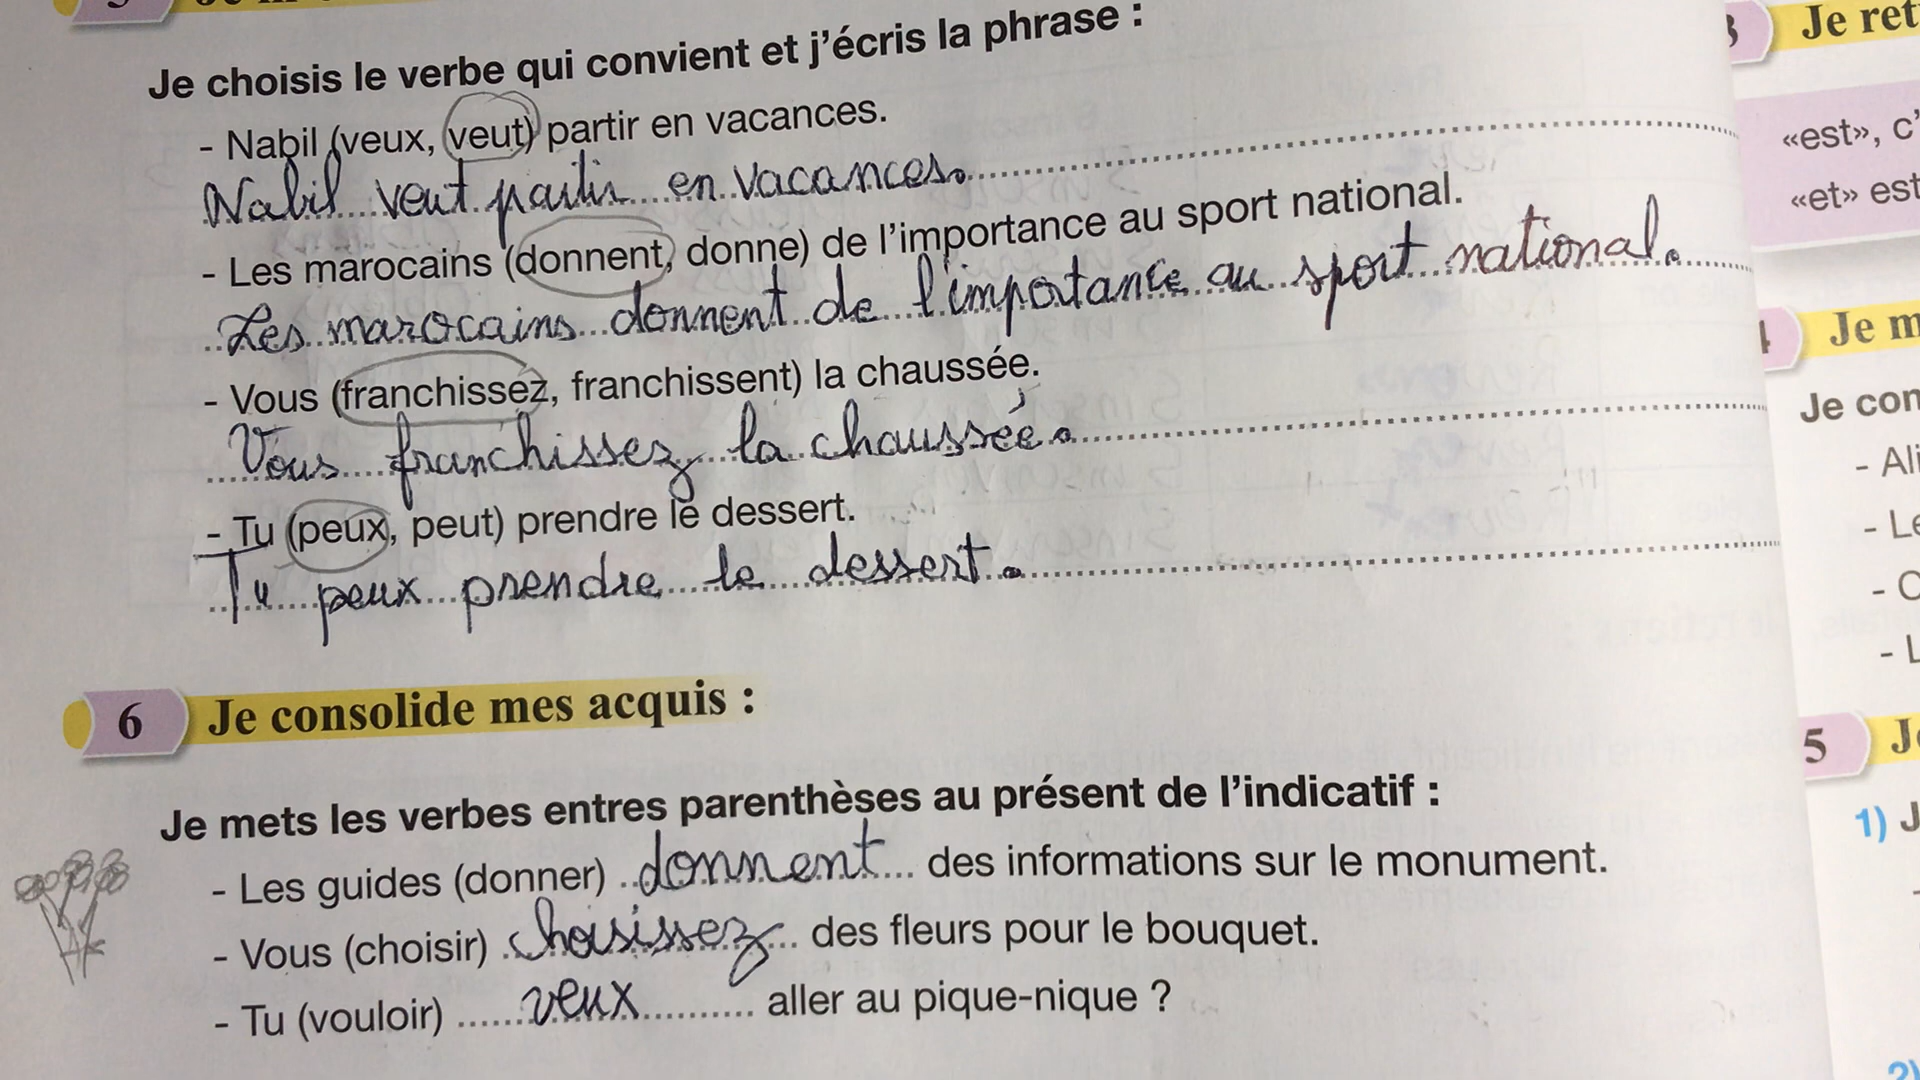 Je choisis le verbe qui convient et j'écris la phrase :
- Nabil (veux, veut) partir en vacances.
Nabil veut partir en vacances.
- Les marocains (donnent, donne) de l'importance au sport national.
Les marocains donnent de l'importance au sport national.
- Vous (franchissez, franchissent) la chaussée.
Vous franchissez la chaussée.
- Tu (peux, peut) prendre le dessert.
Tu peux prendre le dessert.
6 Je consolide mes acquis :
Je mets les verbes entres parenthèses au présent de l'indicatif :
- Les guides (donner) donnent des informations sur le monument.
- Vous (choisir) choisissez des fleurs pour le bouquet.
- Tu (vouloir) veux aller au pique-nique ?
Je ret
«est», c'
«et» est
Je m
Je con
- Ali
- Le
- C
- L
5 Je
1) J
2)